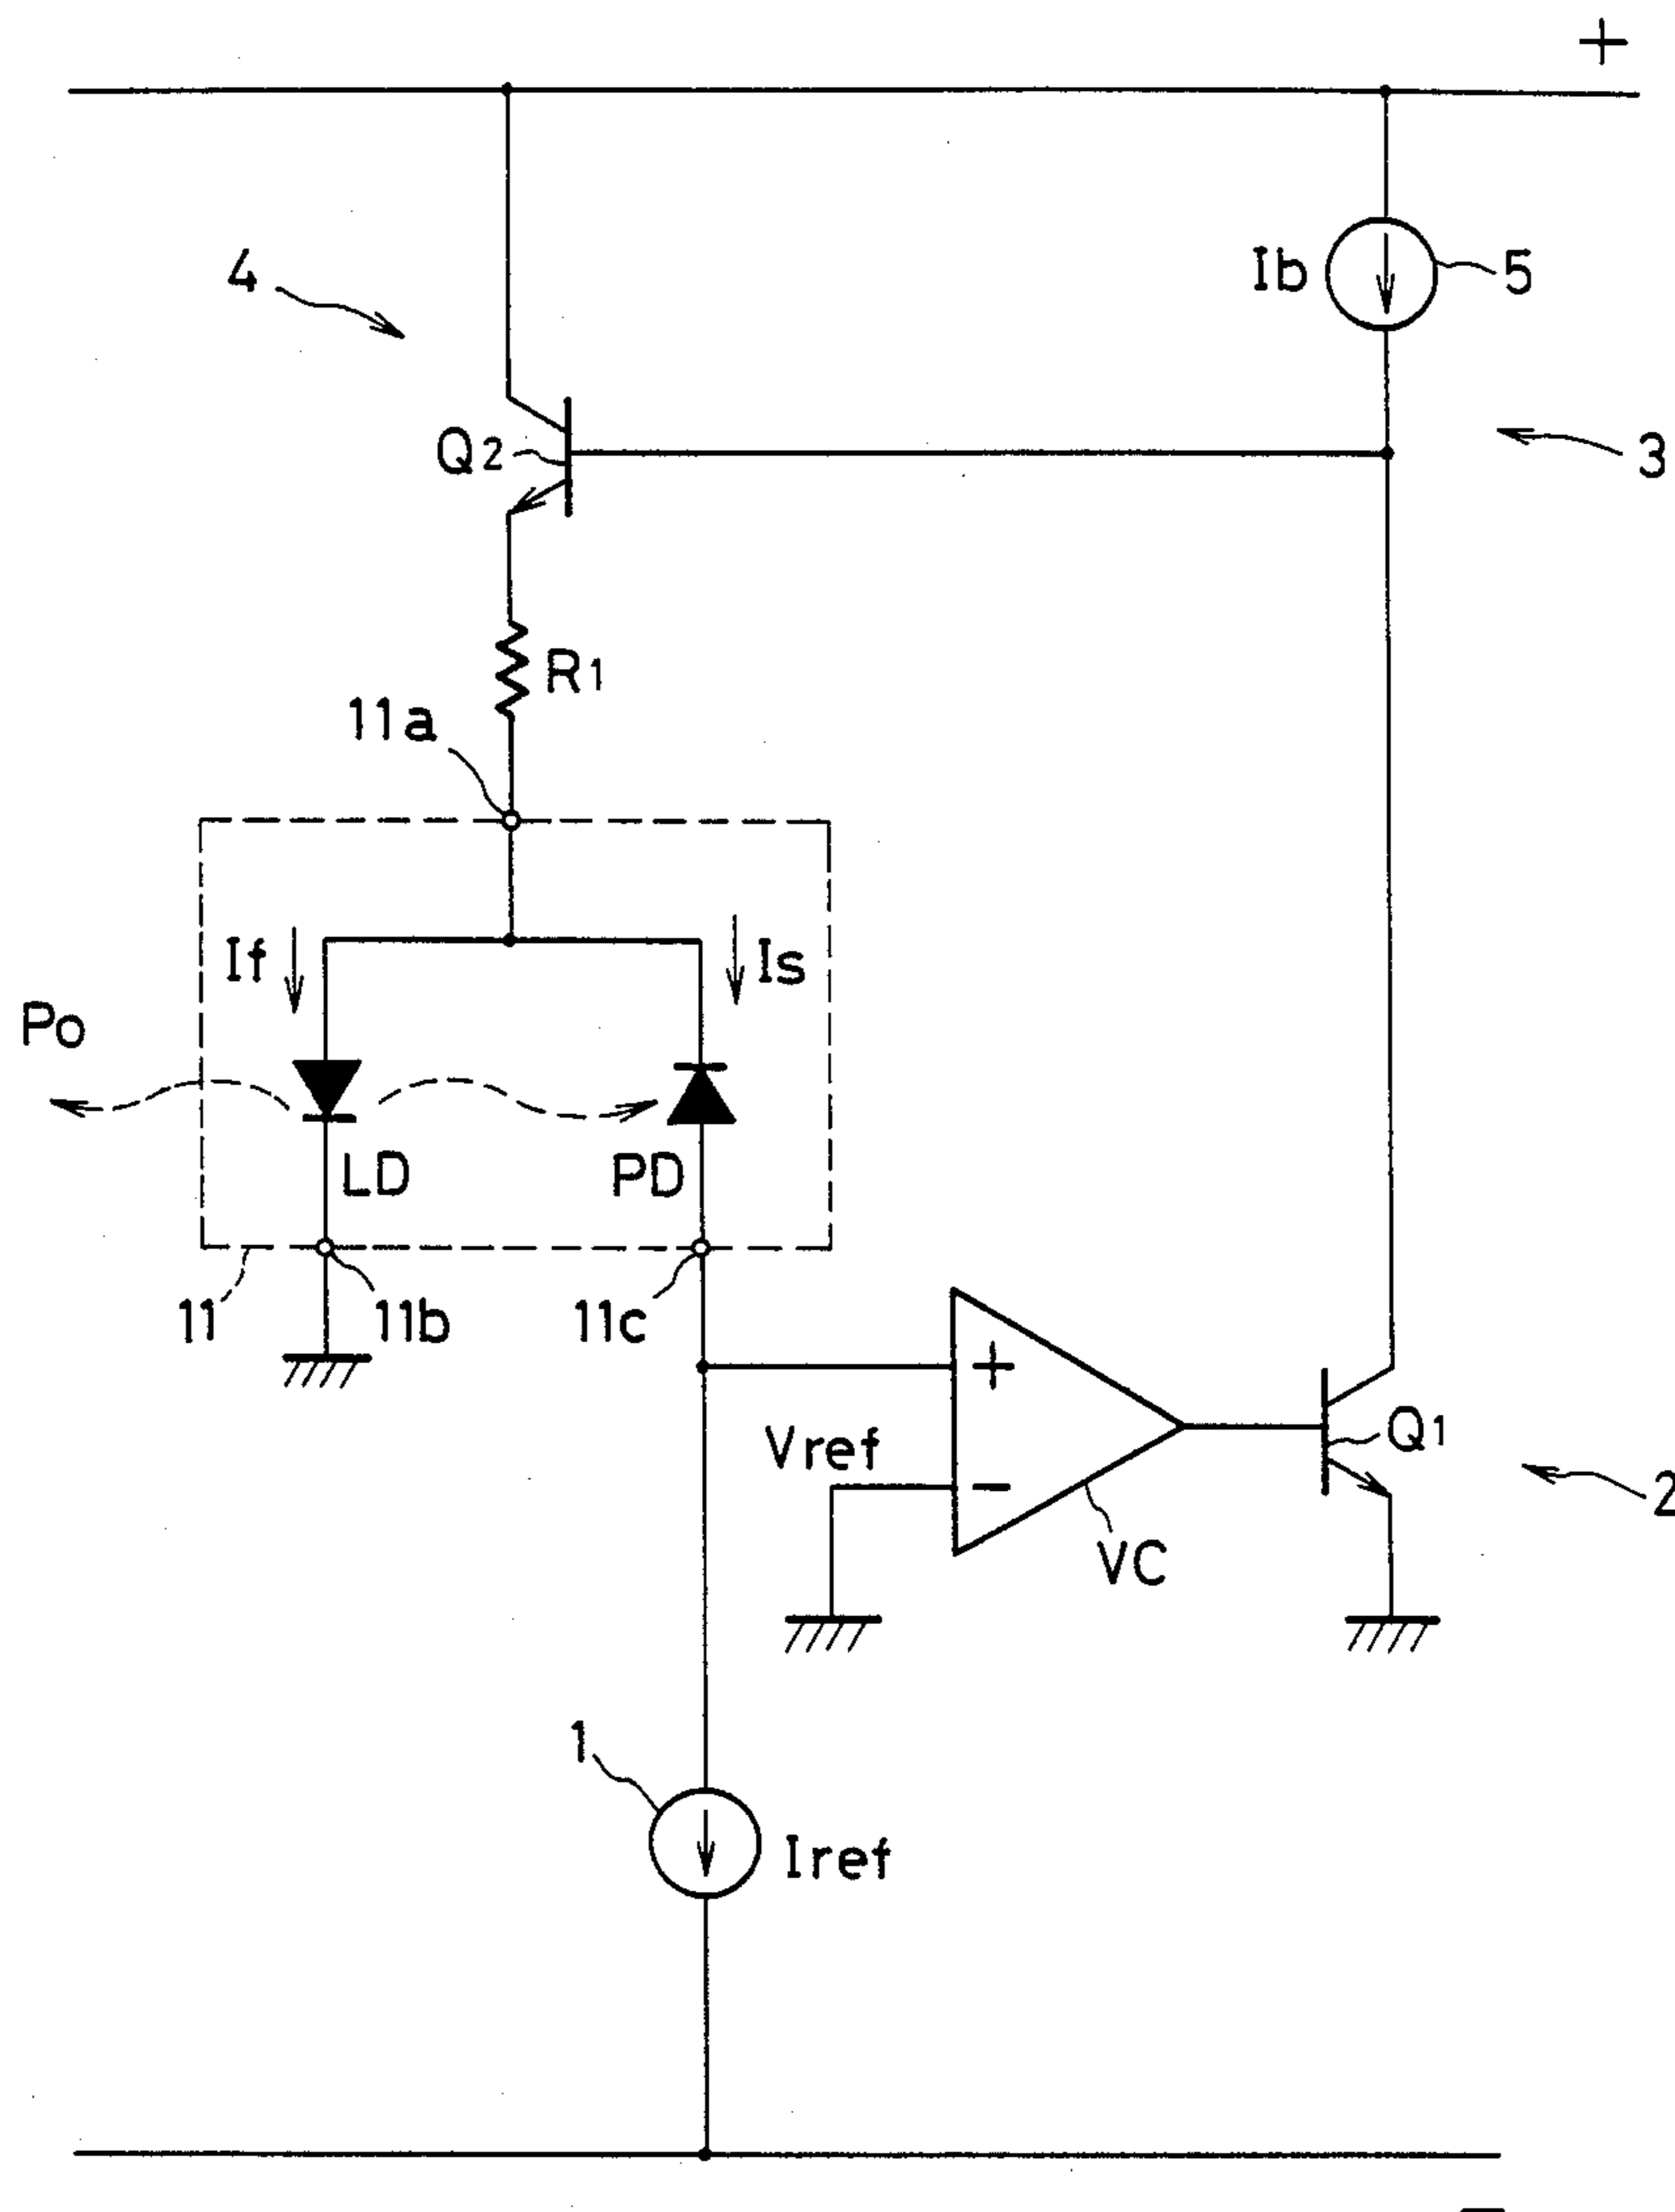 +
4
Ib
5
Q2
3
R1
11a
If
Is
Po
LD
PD
11
11b
11c
+
Vref
Q1
−
2
VC
1
Iref
−